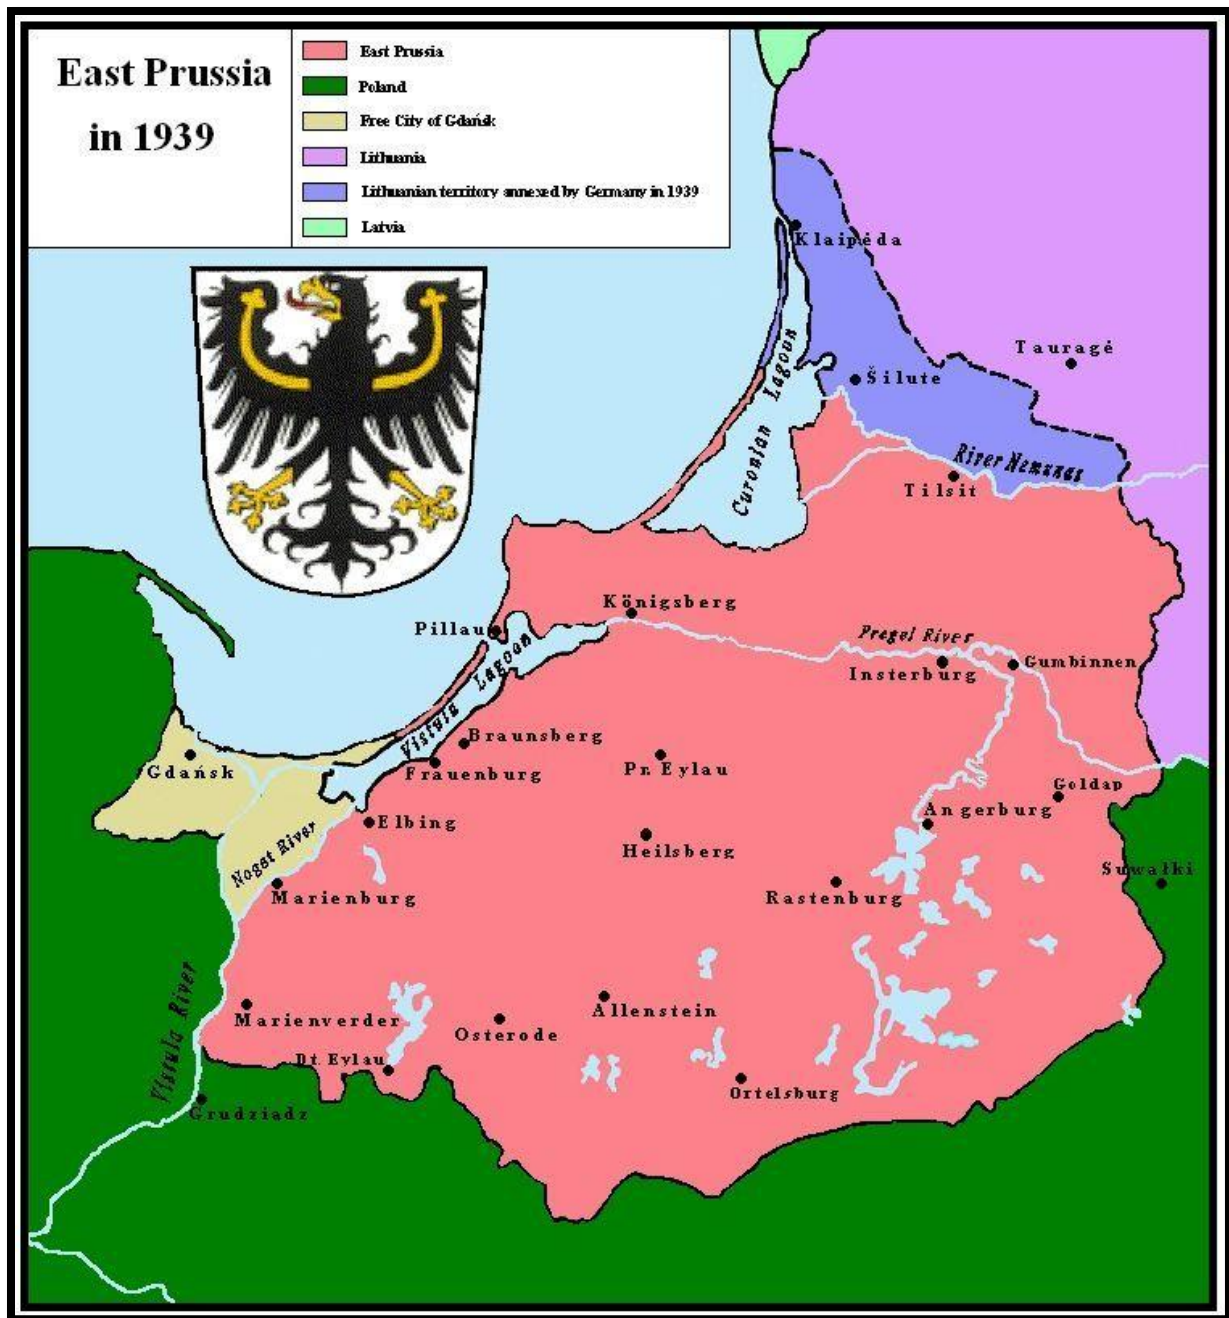 East Prussia
in 1939
East Prussia
Poland
Free City of Gdańsk
Lithuania
Lithuanian territory annexed by Germany in 1939
Latvia
Klaipéda
Tauragé
Šilute
Curonian Lagoon
River Nemunas
Tilsit
Königsberg
Pillau
Pregel River
Insterburg
Gumbinnen
Vistula Lagoon
Braunsberg
Frauenburg
Gdańsk
Pr. Eylau
Goldap
Elbing
Angerburg
Heilsberg
Nogat River
Suwałki
Marienburg
Rastenburg
Vistula River
Marienverder
Osterode
Allenstein
Dt. Eylau
Ortelsburg
Grudziadz